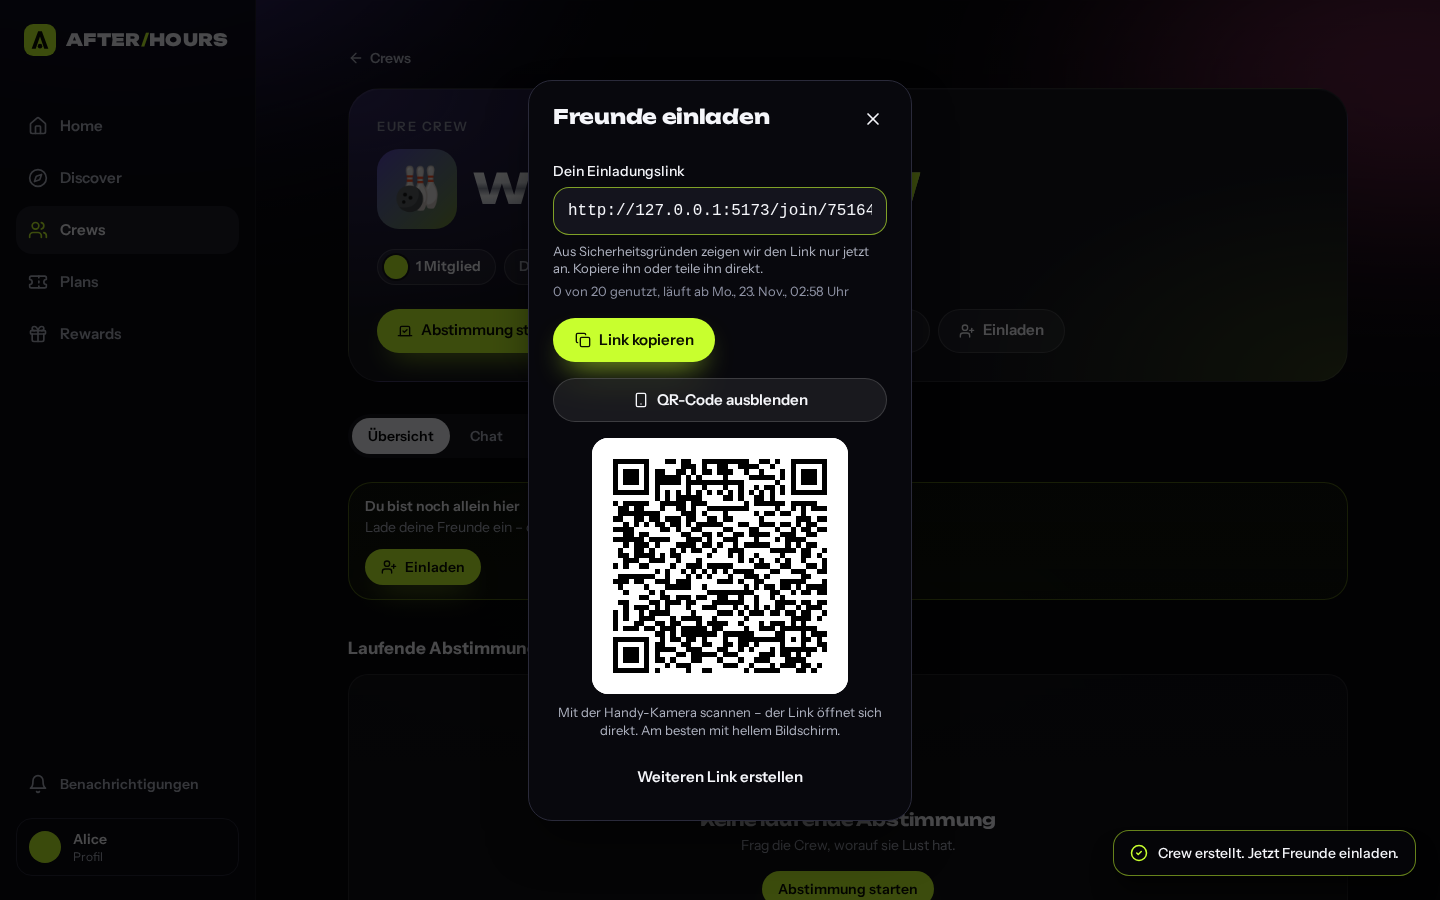 AFTER/HOURS
Home
Discover
Crews
Plans
Rewards
Benachrichtigungen
Alice
Profil
Crews
EURE CREW
1 Mitglied
Einladen
Übersicht
Chat
Du bist noch allein hier
Lade deine Freunde ein –
Einladen
Keine laufende Abstimmung
Frag die Crew, worauf sie Lust hat.
Abstimmung starten
Freunde einladen
Dein Einladungslink
http://127.0.0.1:5173/join/75164
Aus Sicherheitsgründen zeigen wir den Link nur jetzt
an. Kopiere ihn oder teile ihn direkt.
0 von 20 genutzt, läuft ab Mo., 23. Nov., 02:58 Uhr
Link kopieren
QR-Code ausblenden
Mit der Handy-Kamera scannen – der Link öffnet sich
direkt. Am besten mit hellem Bildschirm.
Weiteren Link erstellen
Crew erstellt. Jetzt Freunde einladen.